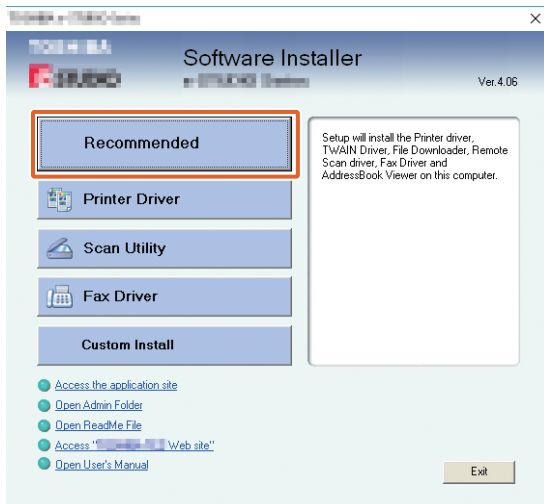 Software Installer
Ver.4.06
Recommended
Printer Driver
Scan Utility
Fax Driver
Custom Install
Setup will install the Printer driver,
TWAIN Driver, File Downloader, Remote
Scan driver, Fax Driver and
AddressBook Viewer on this computer.
Access the application site
Open Admin Folder
Open ReadMe File
Access " Web site"
Open User's Manual
Exit